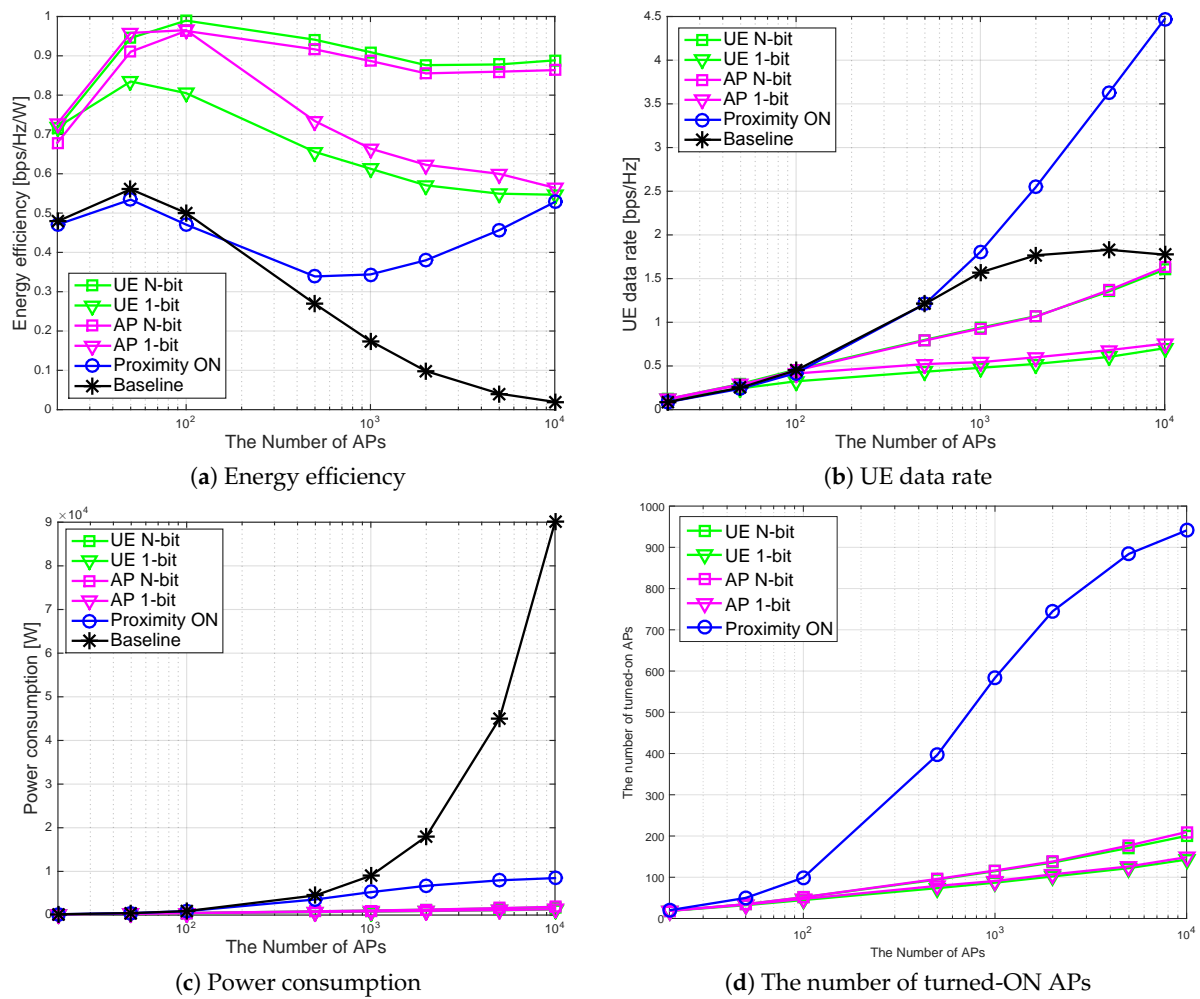 Energy efficiency [bps/Hz/W]
1
0.9
0.8
0.7
0.6
0.5
0.4
0.3
0.2
0.1
0
UE N-bit
UE 1-bit
AP N-bit
AP 1-bit
Proximity ON
Baseline
10²
10³
10⁴
The Number of APs
(a) Energy efficiency
UE data rate [bps/Hz]
4.5
4
3.5
3
2.5
2
1.5
1
0.5
0
UE N-bit
UE 1-bit
AP N-bit
AP 1-bit
Proximity ON
Baseline
10²
10³
10⁴
The Number of APs
(b) UE data rate
Power consumption [W]
×10⁴
9
8
7
6
5
4
3
2
1
0
UE N-bit
UE 1-bit
AP N-bit
AP 1-bit
Proximity ON
Baseline
10²
10³
10⁴
The Number of APs
(c) Power consumption
The number of turned-on APs
1000
900
800
700
600
500
400
300
200
100
0
UE N-bit
UE 1-bit
AP N-bit
AP 1-bit
Proximity ON
10²
10³
10⁴
The Number of APs
(d) The number of turned-ON APs